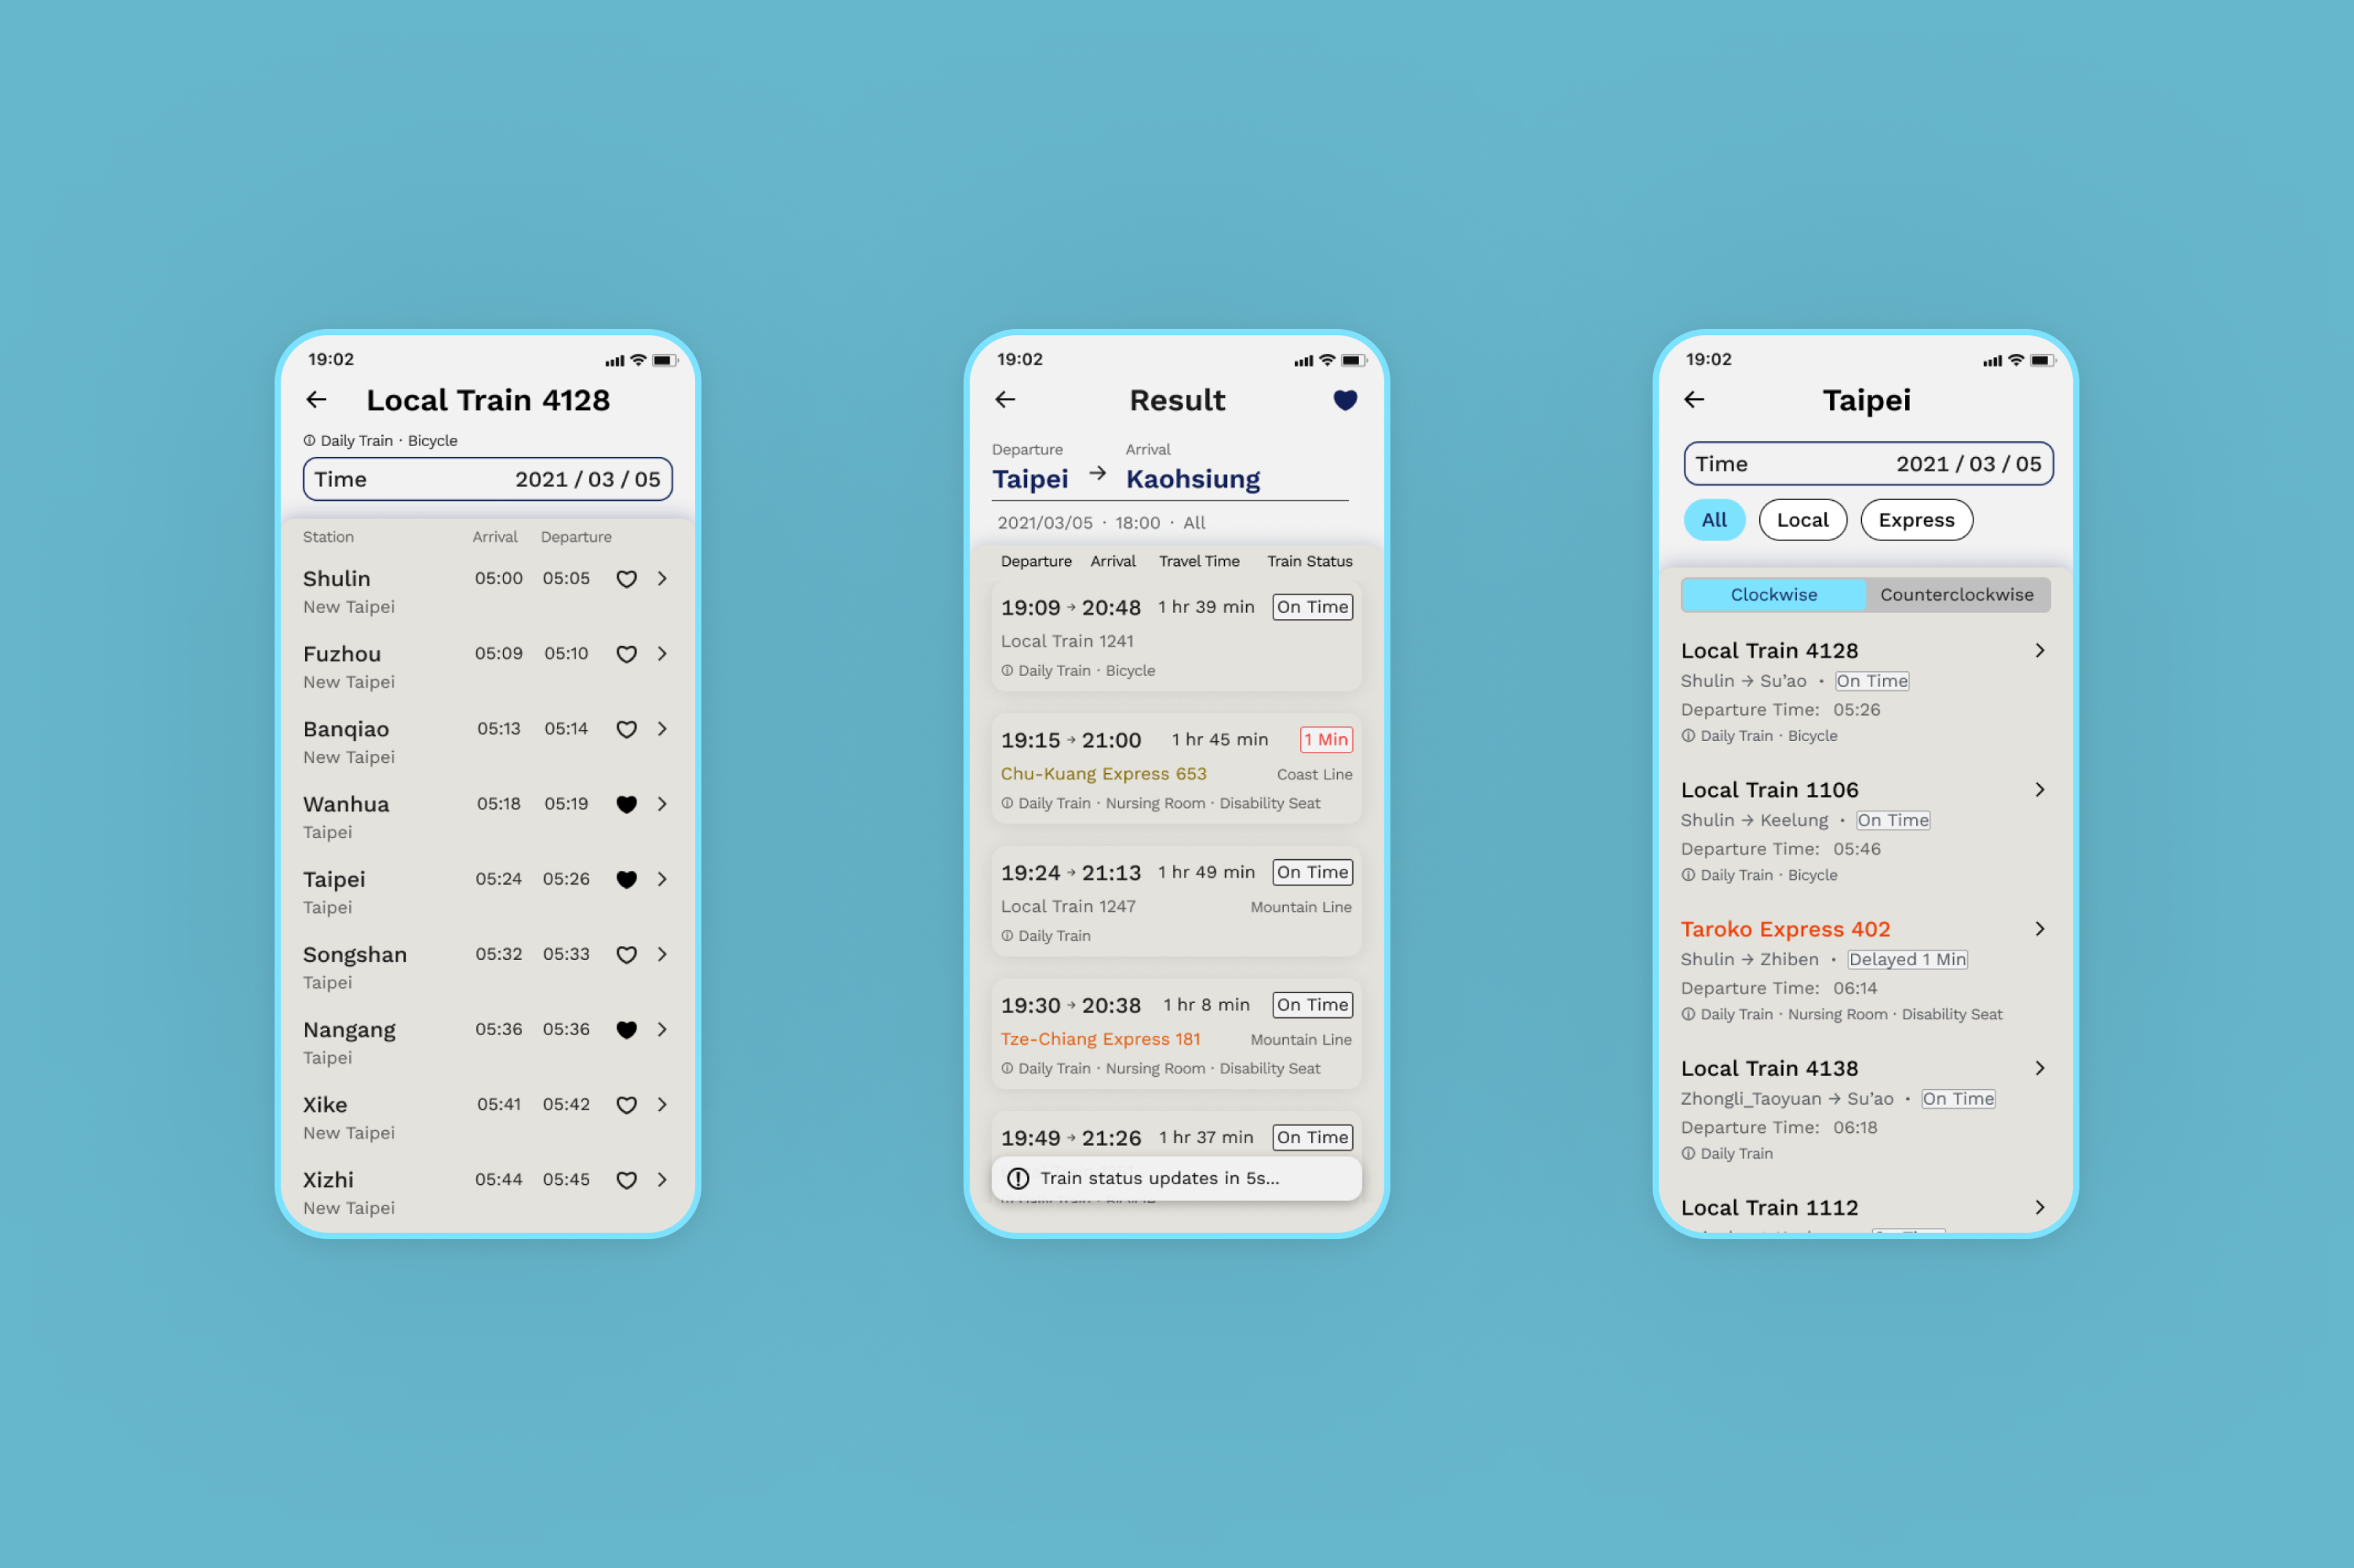 19:02
Local Train 4128
Daily Train · Bicycle
Time 2021 / 03 / 05
Station Arrival Departure
Shulin 05:00 05:05
New Taipei
Fuzhou 05:09 05:10
New Taipei
Banqiao 05:13 05:14
New Taipei
Wanhua 05:18 05:19
Taipei
Taipei 05:24 05:26
Taipei
Songshan 05:32 05:33
Taipei
Nangang 05:36 05:36
Taipei
Xike 05:41 05:42
New Taipei
Xizhi 05:44 05:45
New Taipei
19:02
Result
Departure Arrival
Taipei → Kaohsiung
2021/03/05 · 18:00 · All
Departure Arrival Travel Time Train Status
19:09 → 20:48 1 hr 39 min On Time
Local Train 1241
Daily Train · Bicycle
19:15 → 21:00 1 hr 45 min 1 Min
Chu-Kuang Express 653 Coast Line
Daily Train · Nursing Room · Disability Seat
19:24 → 21:13 1 hr 49 min On Time
Local Train 1247 Mountain Line
Daily Train
19:30 → 20:38 1 hr 8 min On Time
Tze-Chiang Express 181 Mountain Line
Daily Train · Nursing Room · Disability Seat
19:49 → 21:26 1 hr 37 min On Time
Train status updates in 5s...
19:02
Taipei
Time 2021 / 03 / 05
All Local Express
Clockwise Counterclockwise
Local Train 4128
Shulin → Su’ao • On Time
Departure Time: 05:26
Daily Train · Bicycle
Local Train 1106
Shulin → Keelung • On Time
Departure Time: 05:46
Daily Train · Bicycle
Taroko Express 402
Shulin → Zhiben • Delayed 1 Min
Departure Time: 06:14
Daily Train · Nursing Room · Disability Seat
Local Train 4138
Zhongli_Taoyuan → Su’ao • On Time
Departure Time: 06:18
Daily Train
Local Train 1112